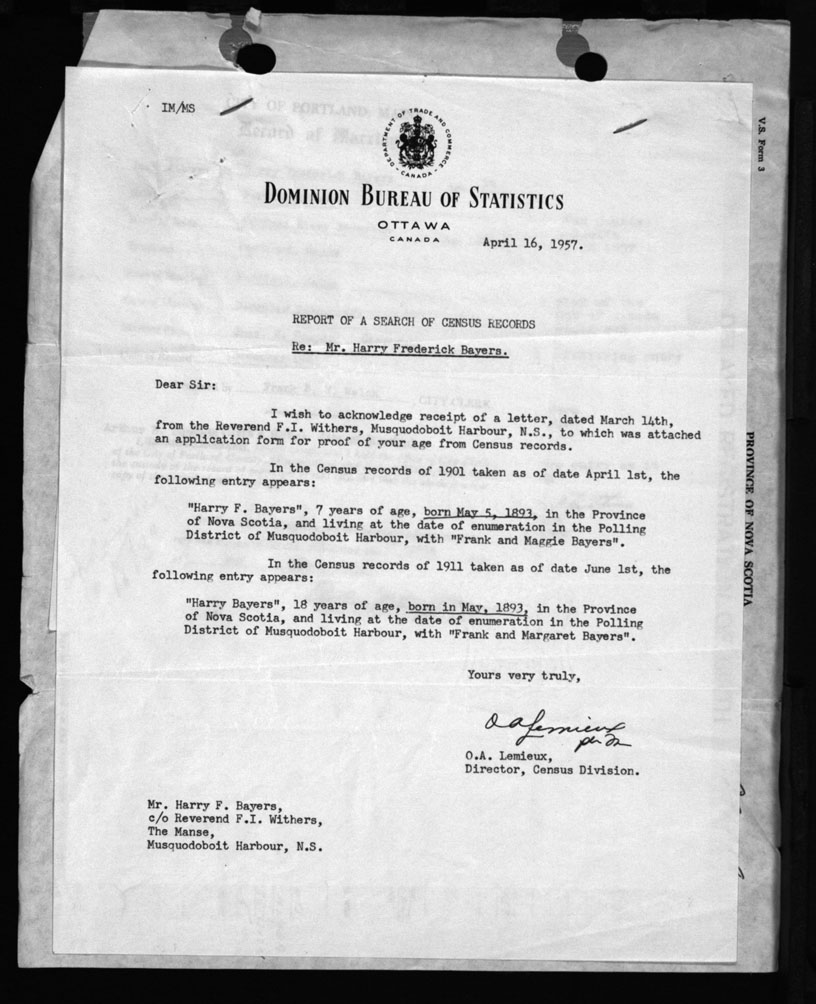 IM/MS
DEPARTMENT OF TRADE AND COMMERCE
CANADA
DOMINION BUREAU OF STATISTICS
OTTAWA
CANADA
April 16, 1957.
REPORT OF A SEARCH OF CENSUS RECORDS
Re: Mr. Harry Frederick Bayers.
Dear Sir:
I wish to acknowledge receipt of a letter, dated March 14th,
from the Reverend F.I. Withers, Musquodoboit Harbour, N.S., to which was attached
an application form for proof of your age from Census records.
In the Census records of 1901 taken as of date April 1st, the
following entry appears:
"Harry F. Bayers", 7 years of age, born May 5, 1893, in the Province
of Nova Scotia, and living at the date of enumeration in the Polling
District of Musquodoboit Harbour, with "Frank and Maggie Bayers".
In the Census records of 1911 taken as of date June 1st, the
following entry appears:
"Harry Bayers", 18 years of age, born in May, 1893, in the Province
of Nova Scotia, and living at the date of enumeration in the Polling
District of Musquodoboit Harbour, with "Frank and Margaret Bayers".
Yours very truly,
O A Lemieux
O.A. Lemieux,
Director, Census Division.
Mr. Harry F. Bayers,
c/o Reverend F.I. Withers,
The Manse,
Musquodoboit Harbour, N.S.
V.S. Form 3
PROVINCE OF NOVA SCOTIA